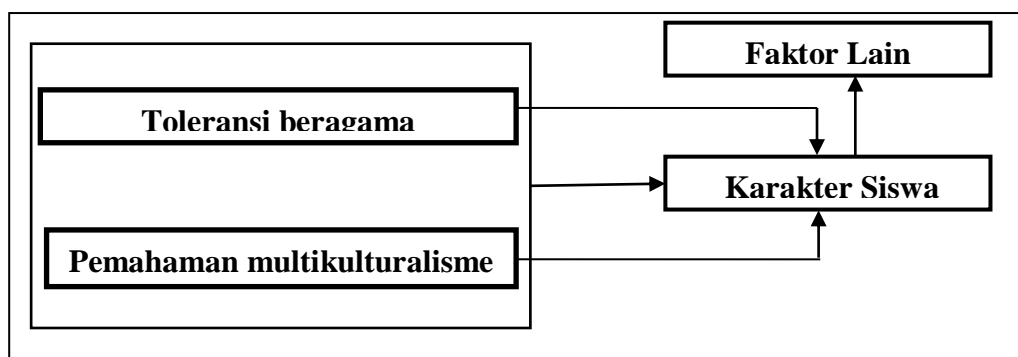 Faktor Lain
Toleransi beragama
Karakter Siswa
Pemahaman multikulturalisme